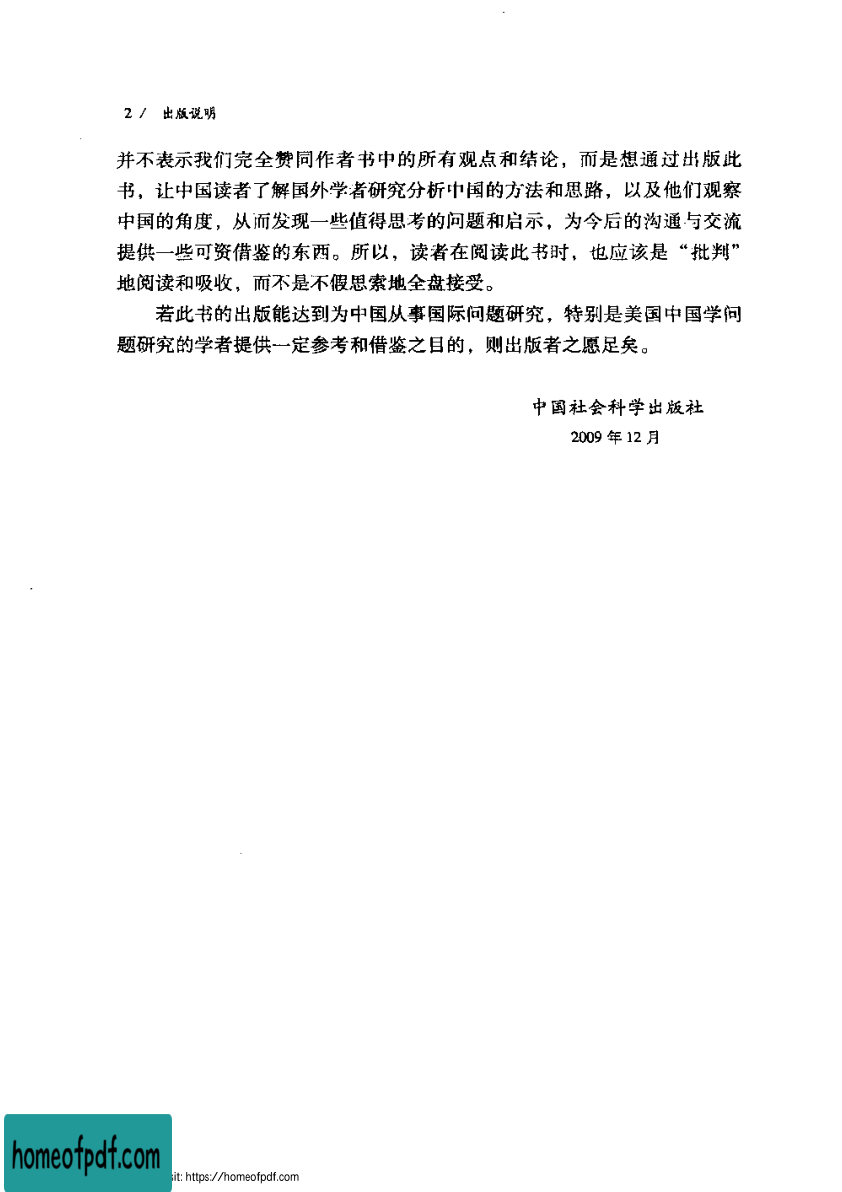 2 / 出版说明
并不表示我们完全赞同作者书中的所有观点和结论，而是想通过出版此
书，让中国读者了解国外学者研究分析中国的方法和思路，以及他们观察
中国的角度，从而发现一些值得思考的问题和启示，为今后的沟通与交流
提供一些可资借鉴的东西。所以，读者在阅读此书时，也应该是“批判”
地阅读和吸收，而不是不假思索地全盘接受。
若此书的出版能达到为中国从事国际问题研究，特别是美国中国学问
题研究的学者提供一定参考和借鉴之目的，则出版者之愿足矣。
中国社会科学出版社
2009 年 12 月
homeofpdf.com
sit: https://homeofpdf.com